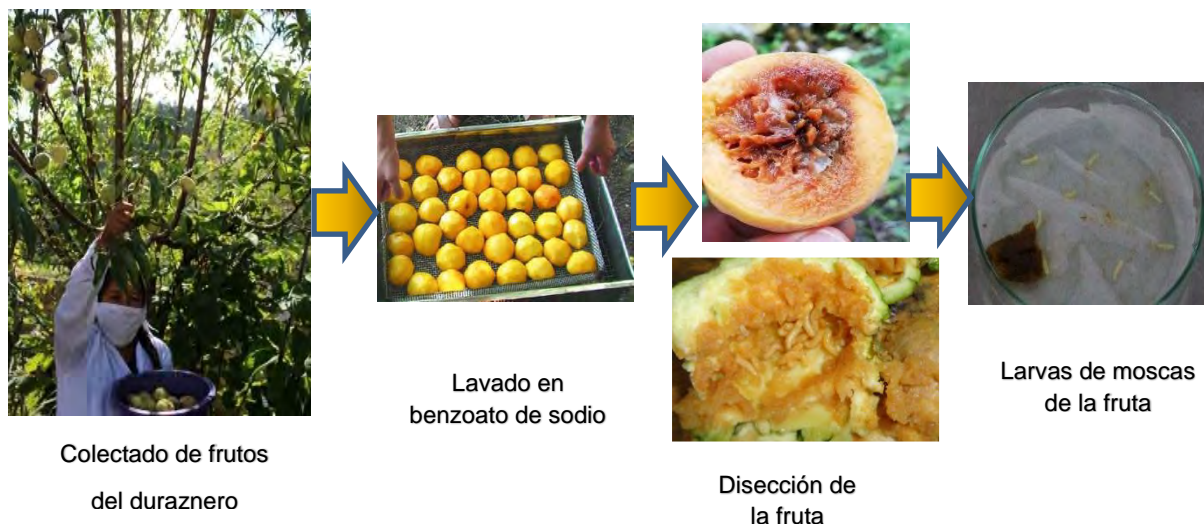 Colectado de frutos
del duraznero
Lavado en
benzoato de sodio
Disección de
la fruta
Larvas de moscas
de la fruta